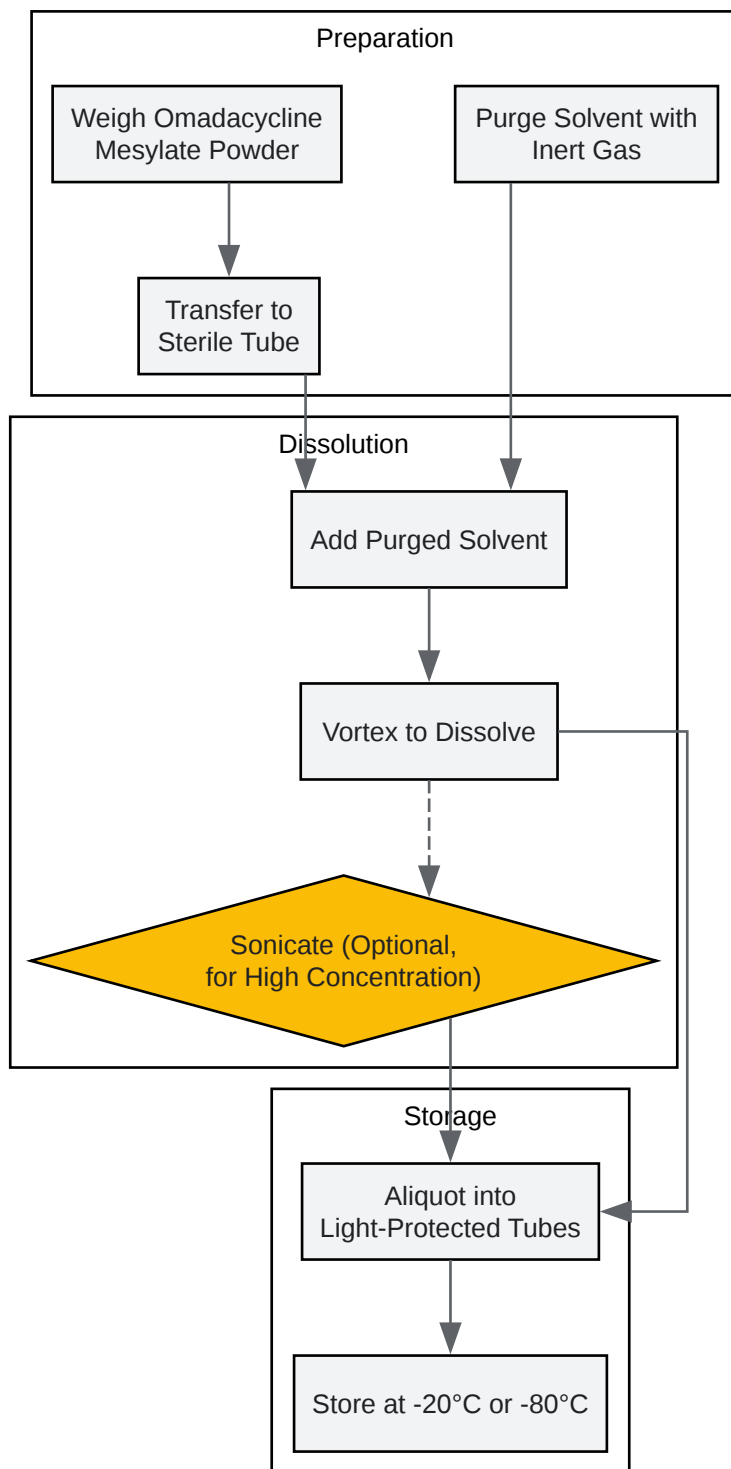 Preparation
Weigh Omadacycline
Mesylate Powder
Purge Solvent with
Inert Gas
Transfer to
Sterile Tube
Dissolution
Add Purged Solvent
Vortex to Dissolve
Sonicate (Optional,
for High Concentration)
Storage
Aliquot into
Light-Protected Tubes
Store at -20°C or -80°C